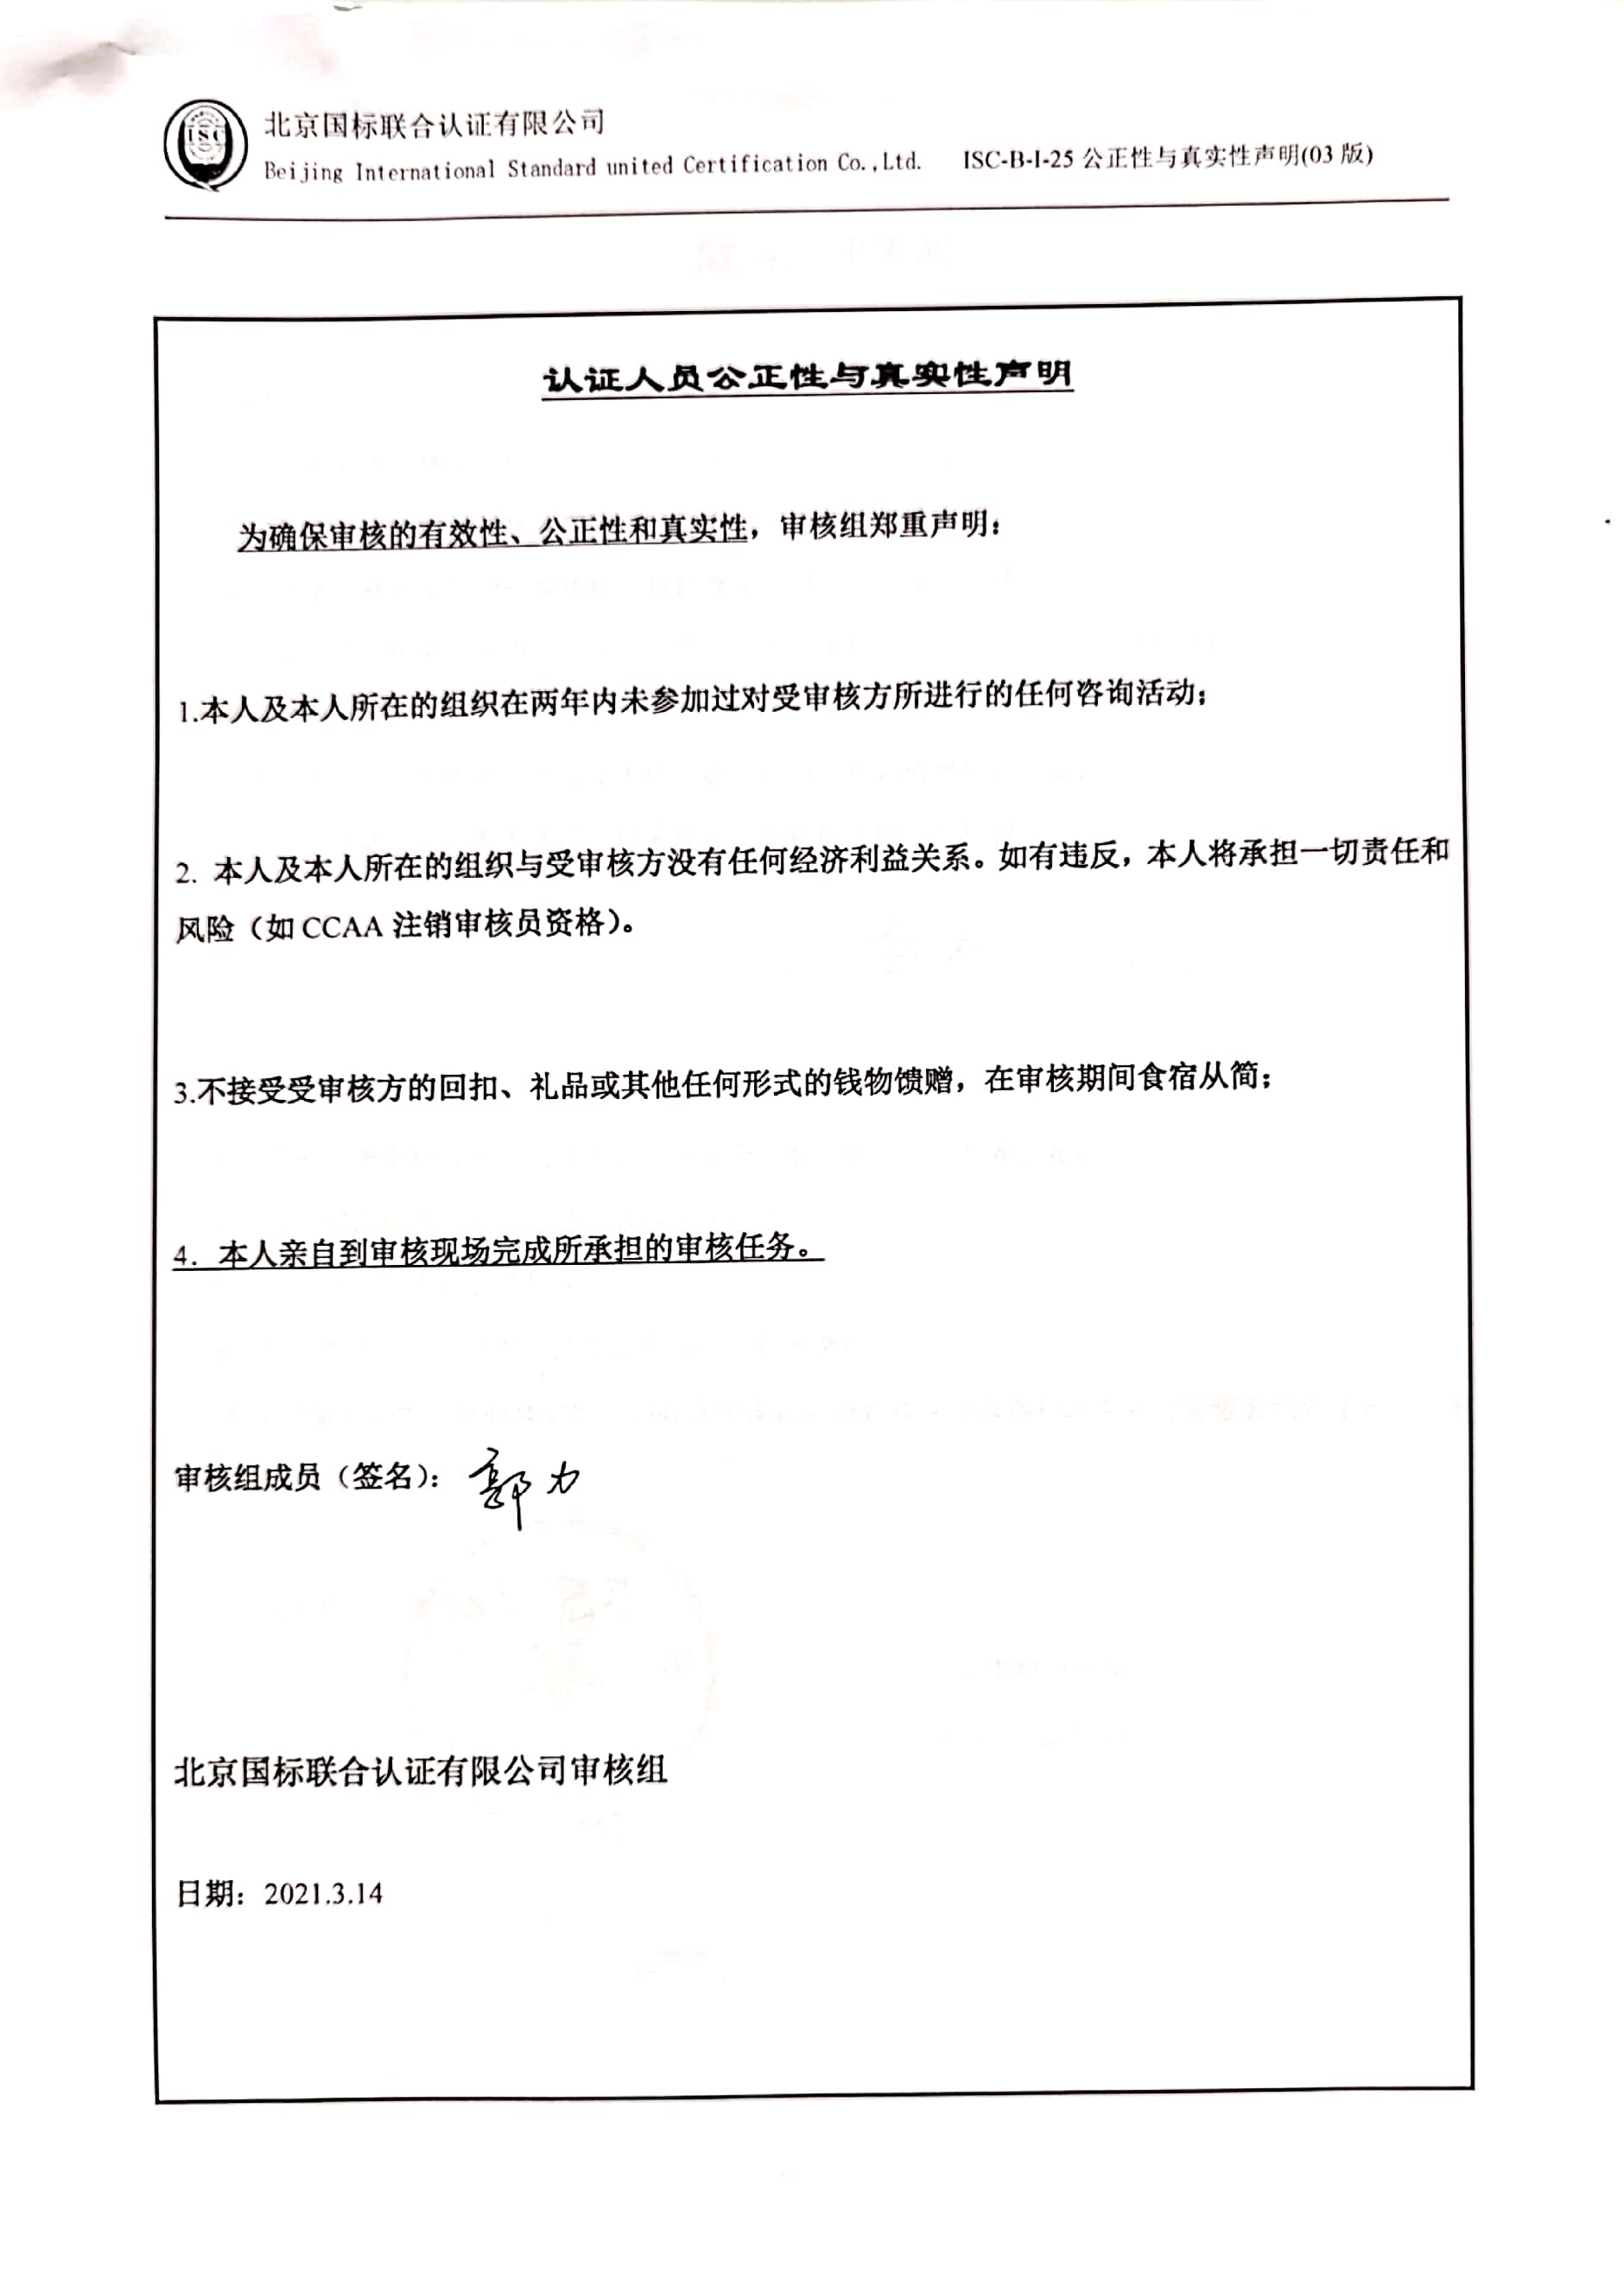 ISC
北京国标联合认证有限公司
Beijing International Standard united Certification Co.,Ltd. ISC-B-I-25 公正性与真实性声明(03 版)
认证人员公正性与真实性声明
为确保审核的有效性、公正性和真实性，审核组郑重声明：
1.本人及本人所在的组织在两年内未参加过对受审核方所进行的任何咨询活动；
2. 本人及本人所在的组织与受审核方没有任何经济利益关系。如有违反，本人将承担一切责任和
风险（如 CCAA 注销审核员资格）。
3.不接受受审核方的回扣、礼品或其他任何形式的钱物馈赠，在审核期间食宿从简；
4. 本人亲自到审核现场完成所承担的审核任务。
审核组成员（签名）： 郭力
北京国标联合认证有限公司审核组
日期：2021.3.14